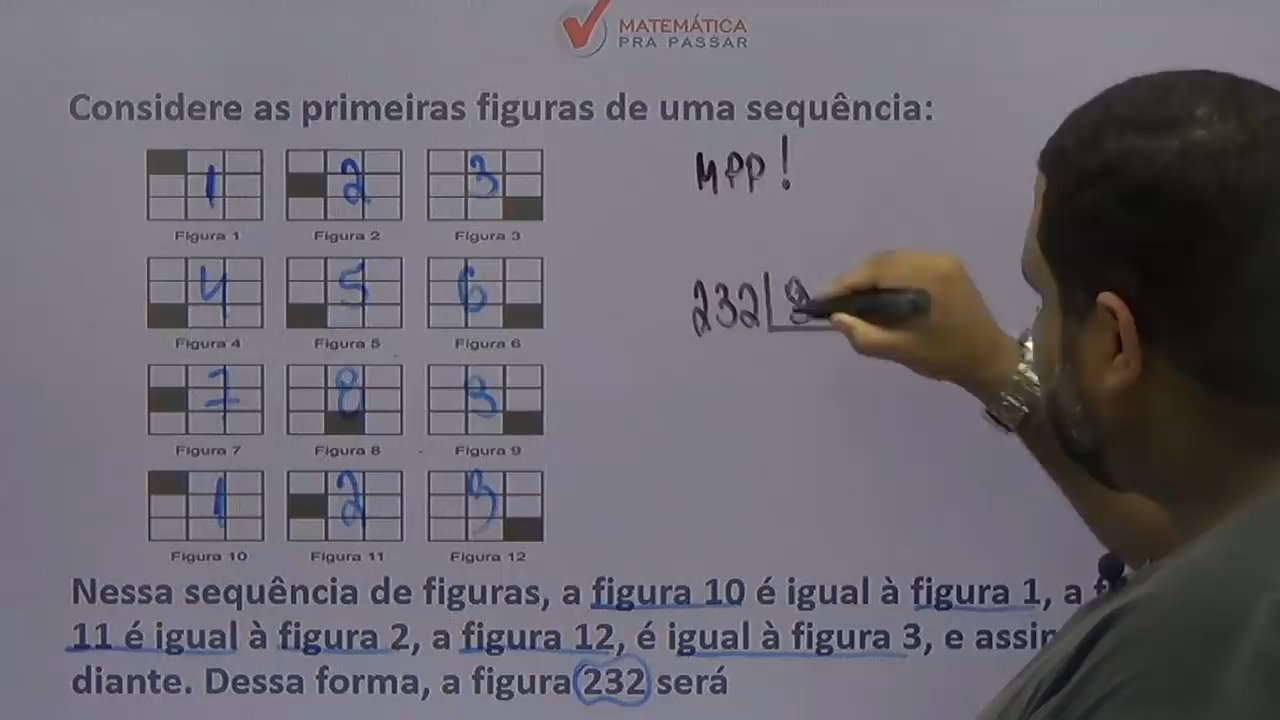 MATEMÁTICA
PRA PASSAR
Considere as primeiras figuras de uma sequência:
MPP!
1 2 3
Figura 1 Figura 2 Figura 3
232
4 5 6
Figura 4 Figura 5 Figura 6
7 8 9
Figura 7 Figura 8 Figura 9
1 2 3
Figura 10 Figura 11 Figura 12
Nessa sequência de figuras, a figura 10 é igual à figura 1, a
11 é igual à figura 2, a figura 12, é igual à figura 3, e
diante. Dessa forma, a figura 232 será